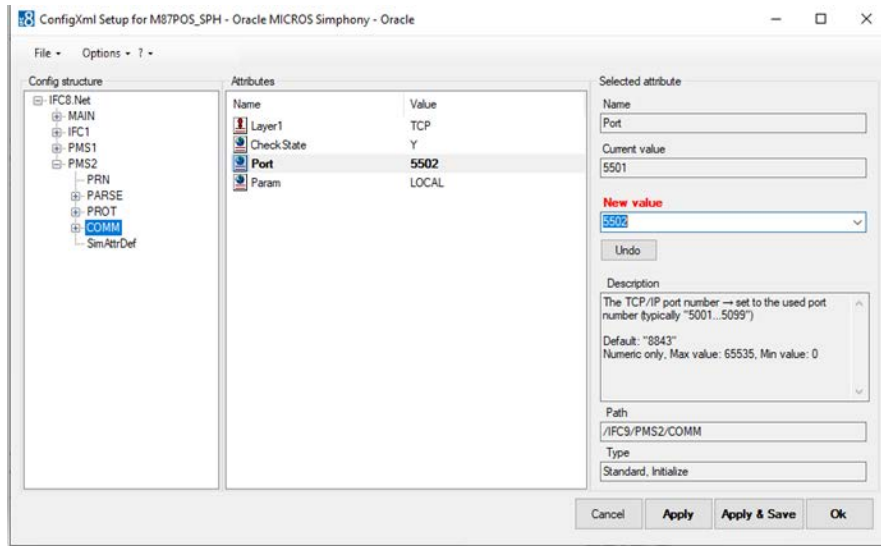 ConfigXml Setup for M87POS_SPH - Oracle MICROS Simphony - Oracle
File Options ?
Config structure
IFC8.Net
MAIN
IFC1
PMS1
PMS2
PRN
PARSE
PROT
COMM
SimAttrDef
Attributes
Name Value
Layer1 TCP
CheckState Y
Port 5502
Param LOCAL
Selected attribute
Name
Port
Current value
5501
New value
5502
Undo
Description
The TCP/IP port number → set to the used port
number (typically "5001...5099")
Default: "8843"
Numeric only, Max value: 65535, Min value: 0
Path
/IFC9/PMS2/COMM
Type
Standard, Initialize
Cancel Apply Apply & Save Ok